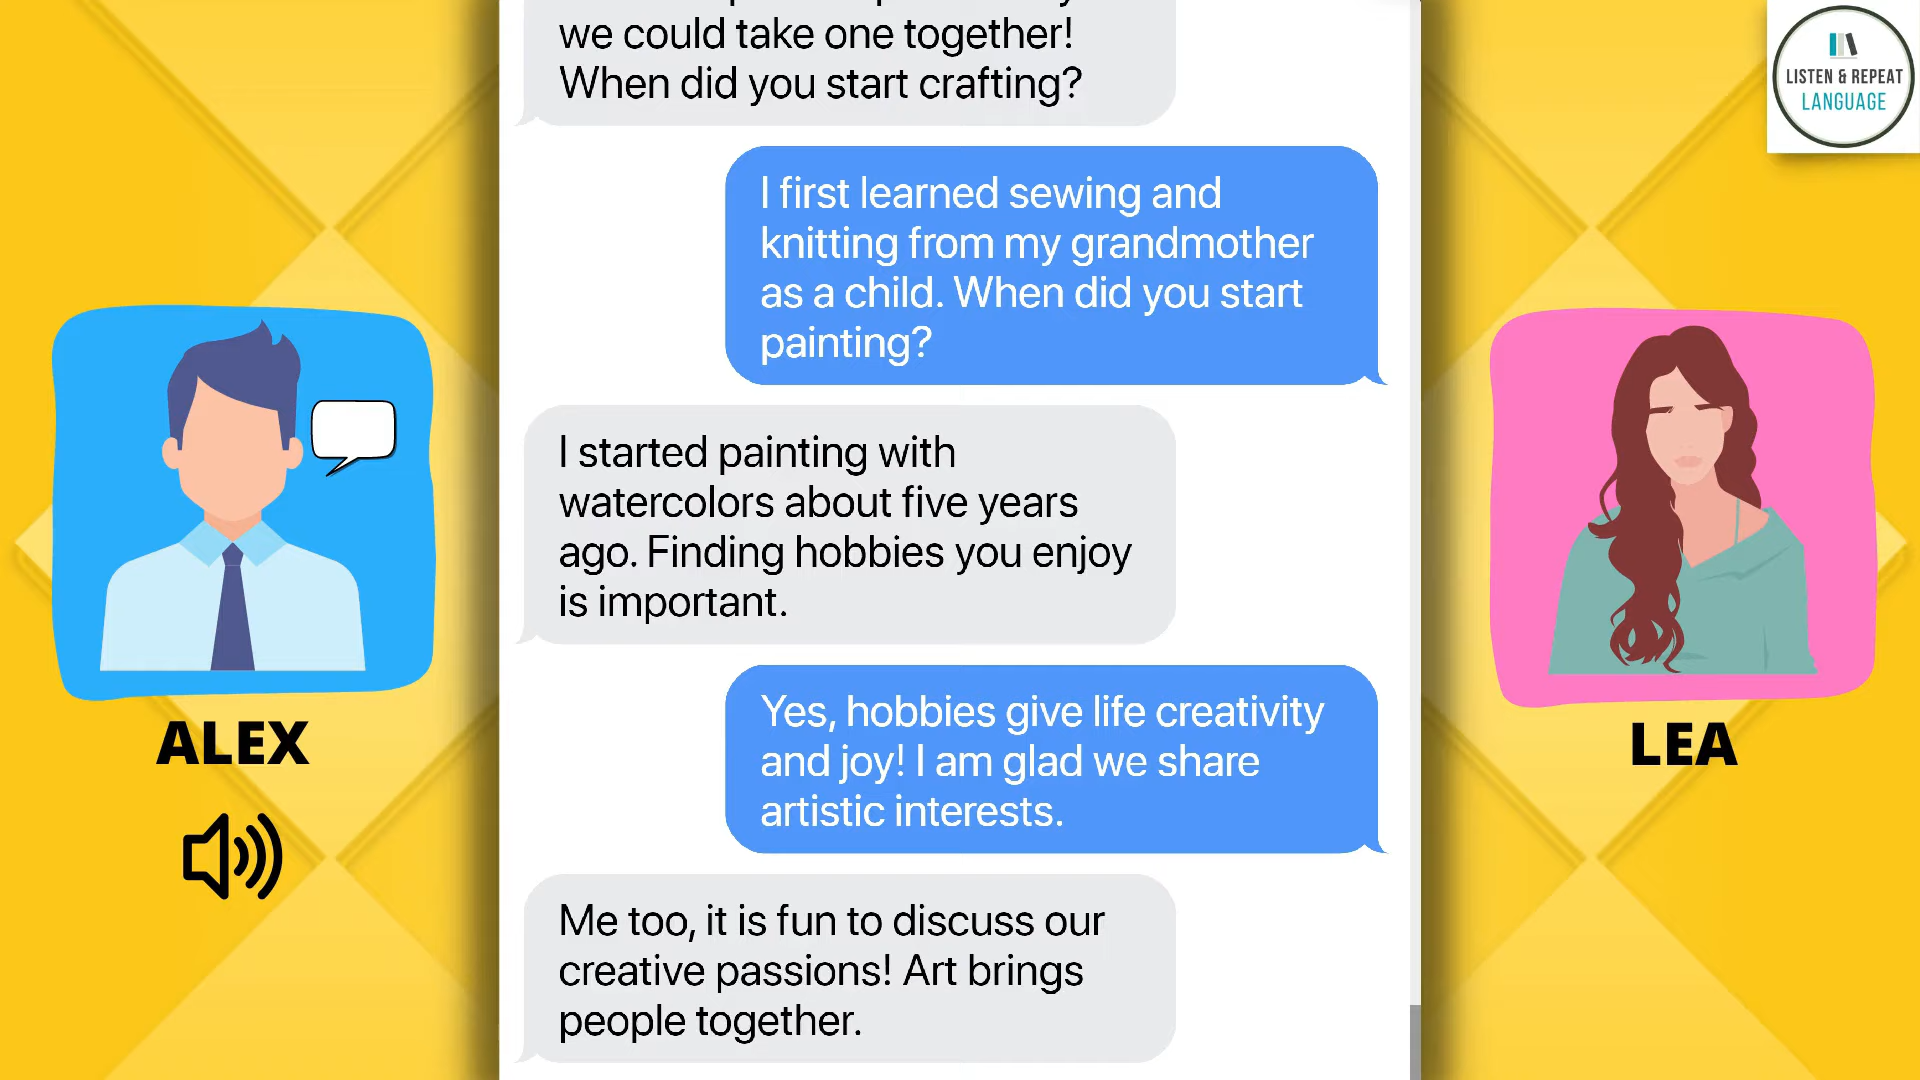 we could take one together!
When did you start crafting?
I first learned sewing and
knitting from my grandmother
as a child. When did you start
painting?
I started painting with
watercolors about five years
ago. Finding hobbies you enjoy
is important.
Yes, hobbies give life creativity
and joy! I am glad we share
artistic interests.
Me too, it is fun to discuss our
creative passions! Art brings
people together.
ALEX
LEA
LISTEN & REPEAT
LANGUAGE